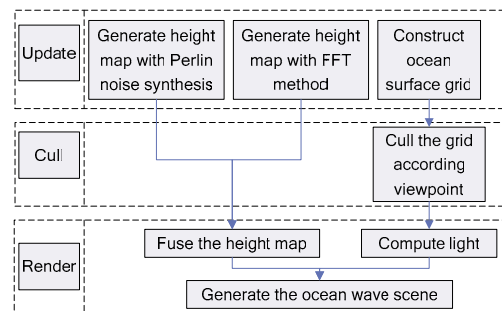 Update
Generate height
map with Perlin
noise synthesis
Generate height
map with FFT
method
Construct
ocean
surface grid
Cull
Cull the grid
according
viewpoint
Render
Fuse the height map
Compute light
Generate the ocean wave scene